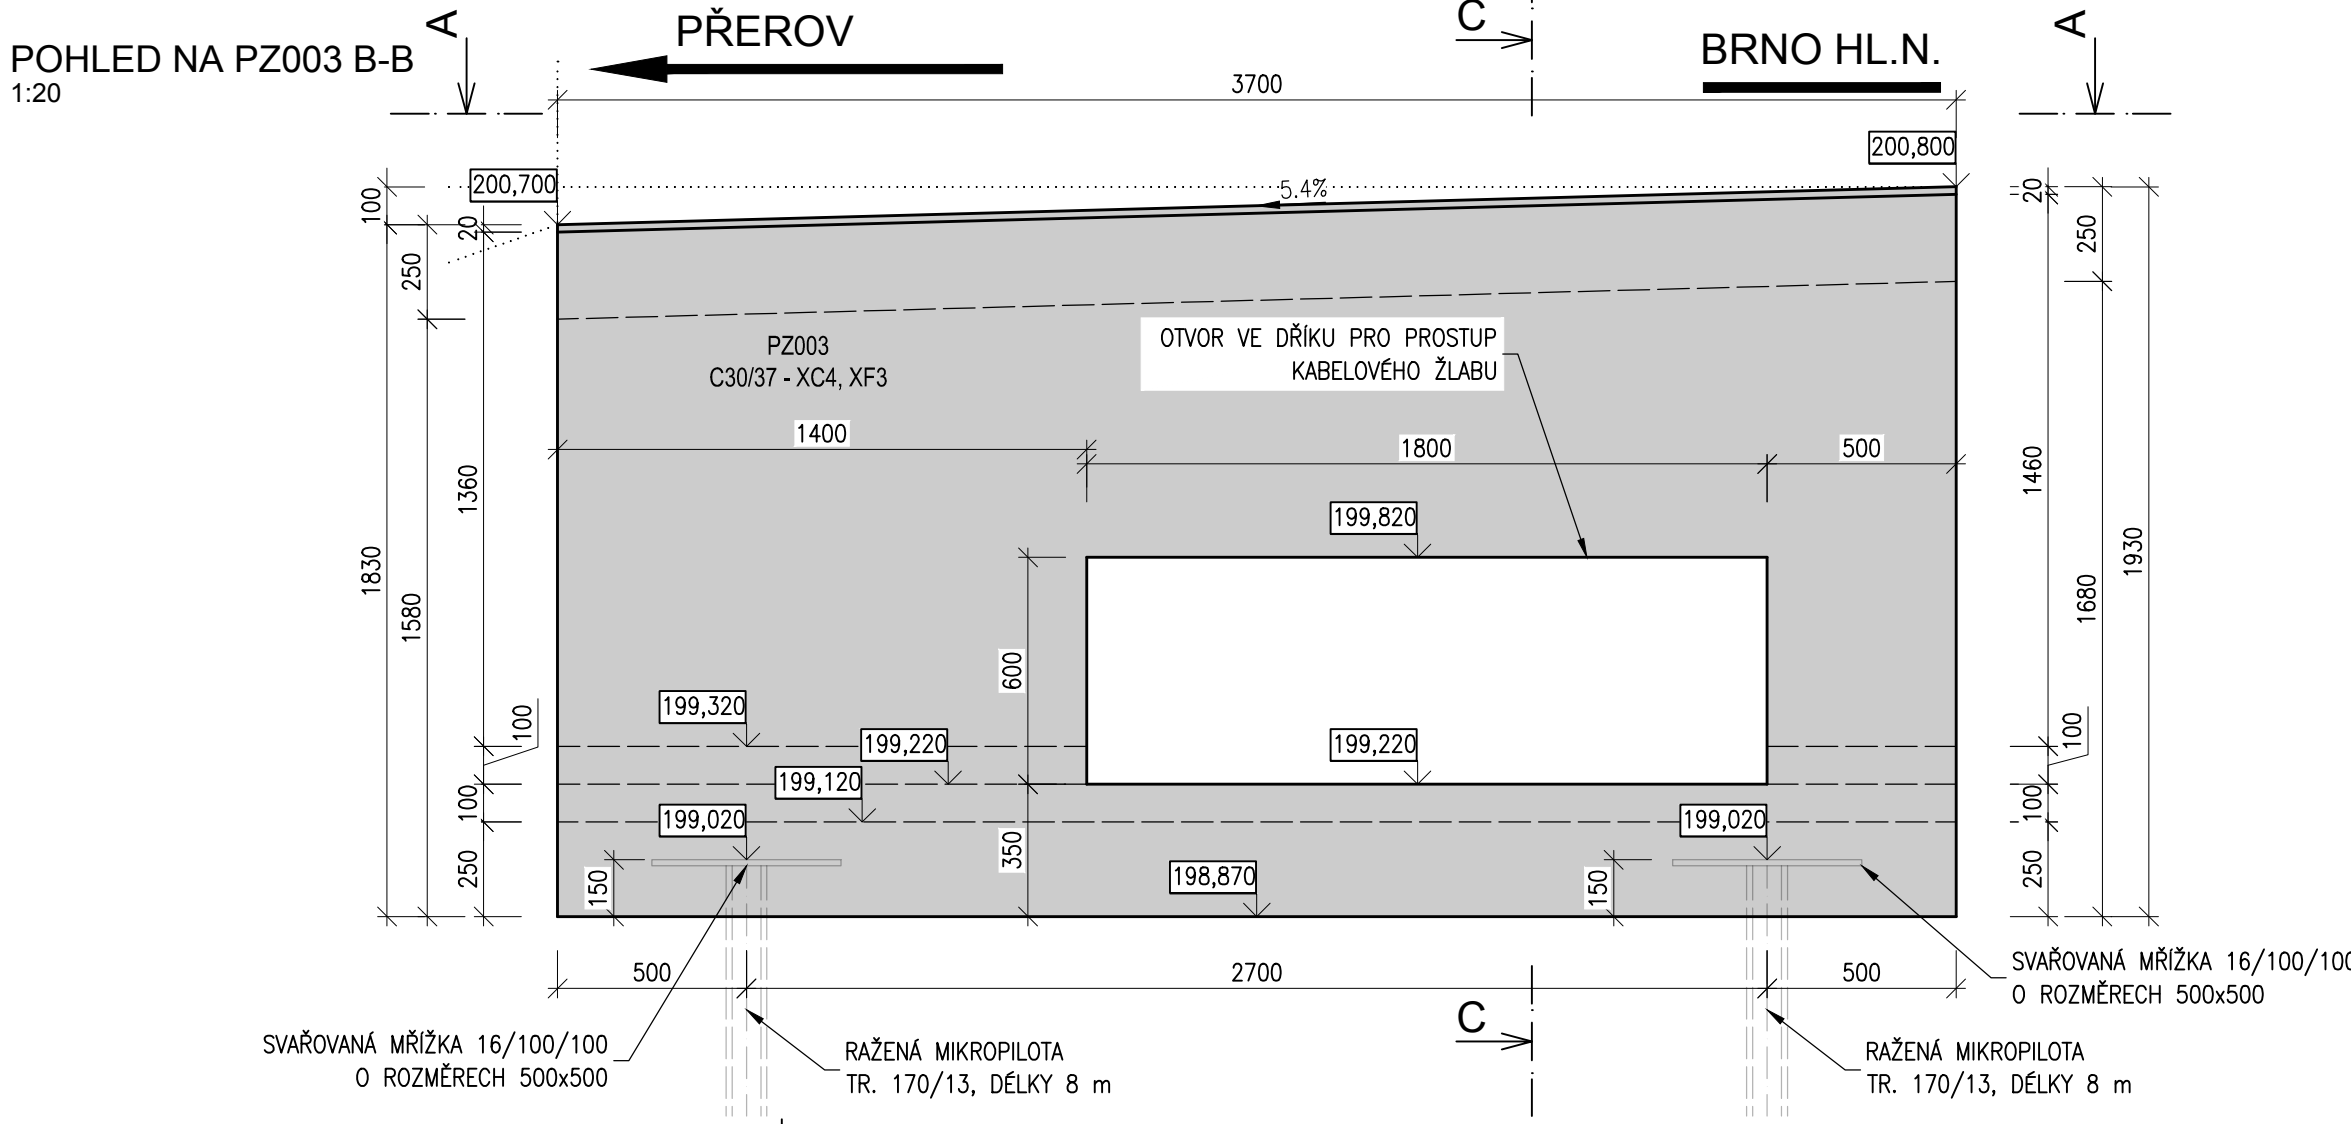 A
PŘEROV
C
BRNO HL.N.
A
POHLED NA PZ003 B-B
1:20
3700
200,800
200,700
5.4%
100
20
250
20
250
PZ003
C30/37 - XC4, XF3
OTVOR VE DŘÍKU PRO PROSTUP
KABELOVÉHO ŽLABU
1400
1800
500
1360
1460
199,820
1830
1580
1930
1680
600
199,320
100
199,220
199,220
100
199,120
100
100
199,020
199,020
350
250
150
198,870
150
250
500
2700
500
SVAŘOVANÁ MŘÍŽKA 16/100/100
O ROZMĚRECH 500x500
C
SVAŘOVANÁ MŘÍŽKA 16/100/100
O ROZMĚRECH 500x500
RAŽENÁ MIKROPILOTA
TR. 170/13, DÉLKY 8 m
RAŽENÁ MIKROPILOTA
TR. 170/13, DÉLKY 8 m